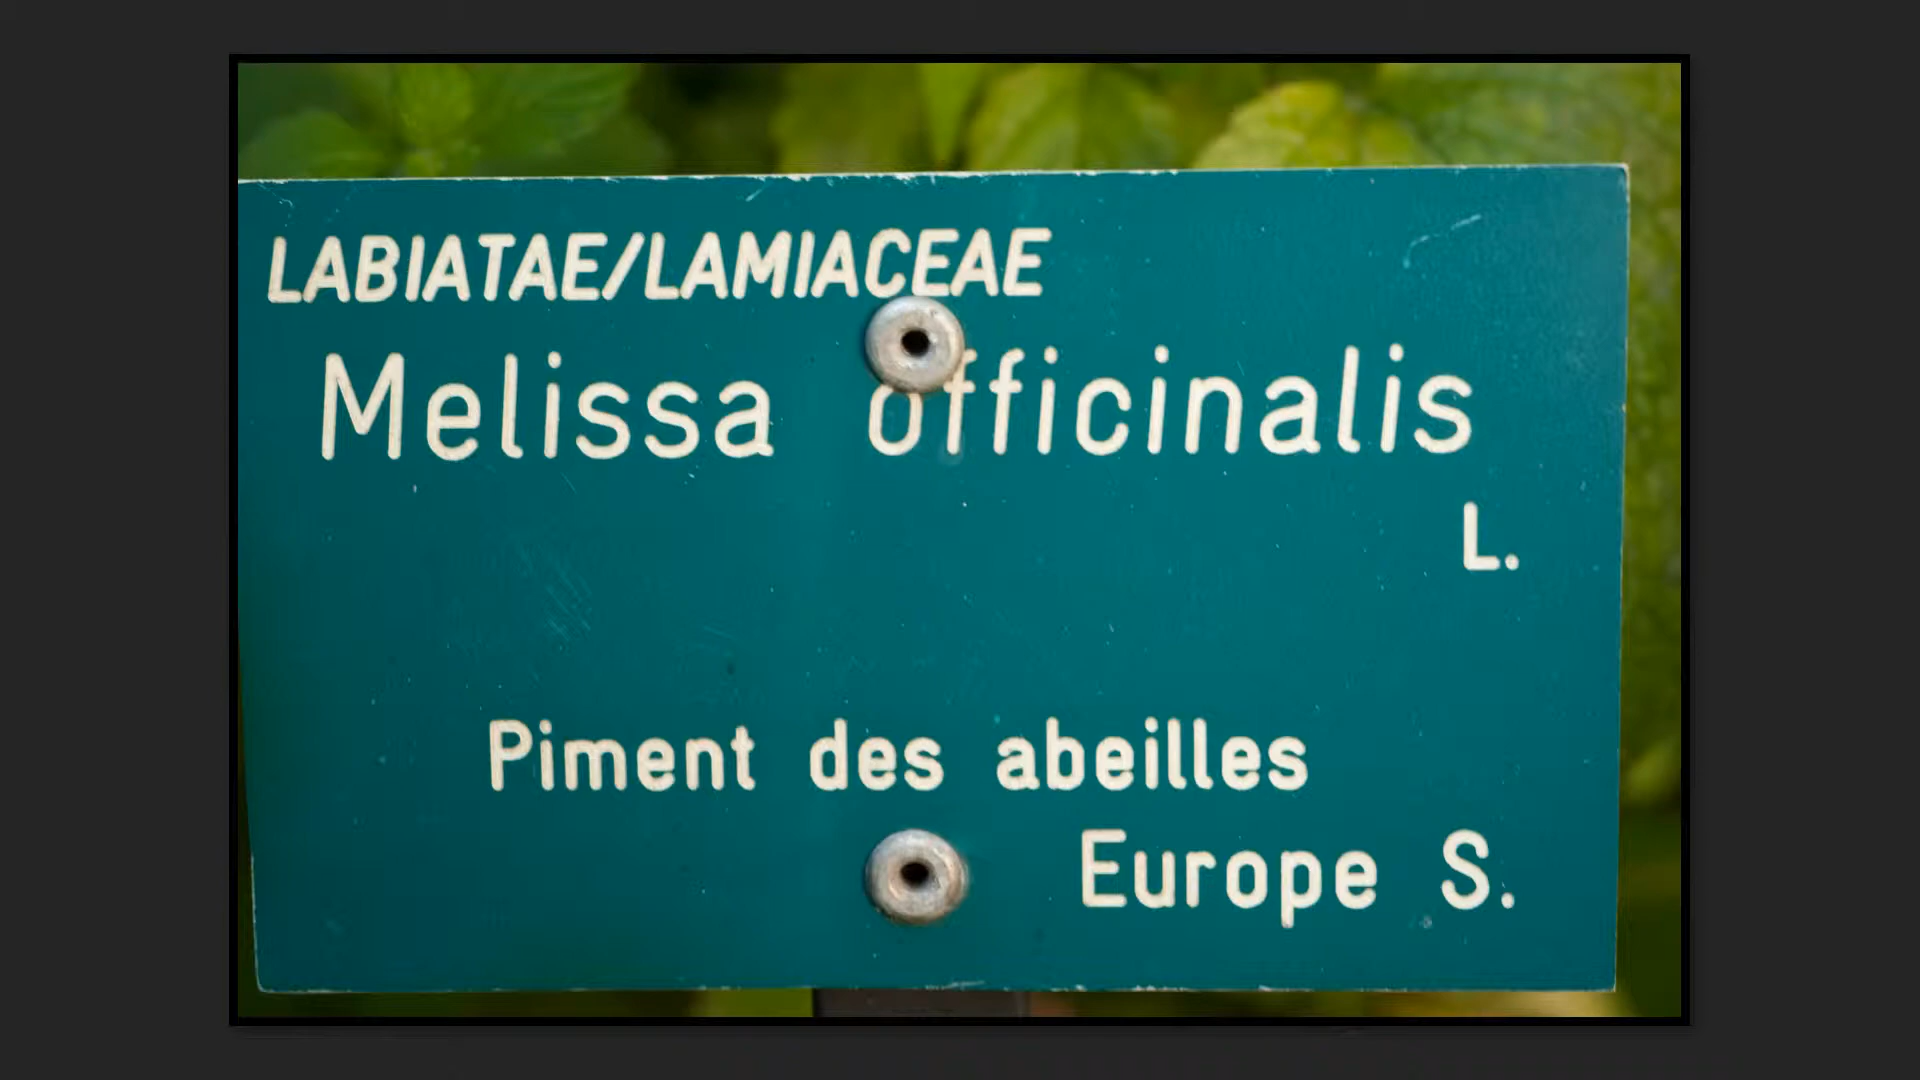 LABIATAE/LAMIACEAE
Melissa officinalis
L.
Piment des abeilles
Europe S.